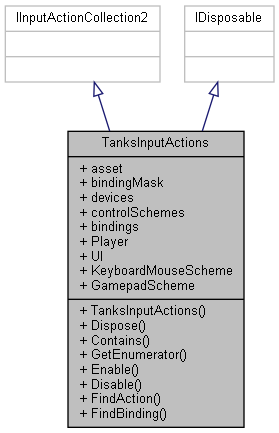 IInputActionCollection2
IDisposable
TanksInputActions
+ asset
+ bindingMask
+ devices
+ controlSchemes
+ bindings
+ Player
+ UI
+ KeyboardMouseScheme
+ GamepadScheme
+ TanksInputActions()
+ Dispose()
+ Contains()
+ GetEnumerator()
+ Enable()
+ Disable()
+ FindAction()
+ FindBinding()